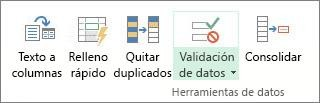 Texto a Relleno Quitar Validación Consolidar
columnas rápido duplicados de datos
Herramientas de datos